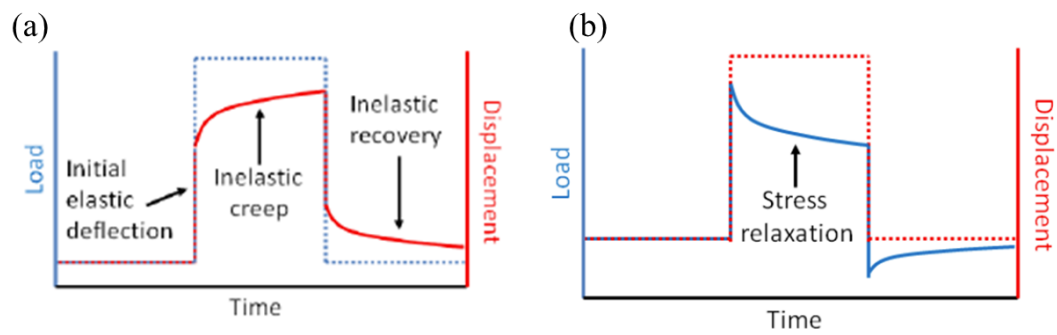 (a)
Load
Initial
elastic
deflection
Inelastic
creep
Inelastic
recovery
Displacement
Time
(b)
Load
Stress
relaxation
Displacement
Time